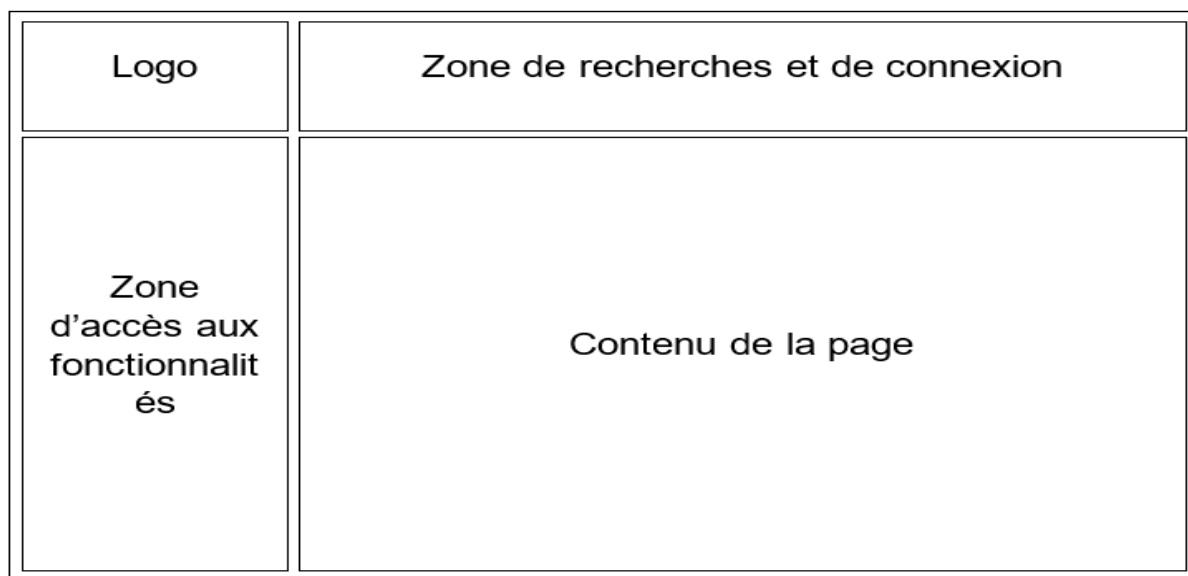 Logo
Zone de recherches et de connexion
Zone
d'accès aux
fonctionnalit
és
Contenu de la page